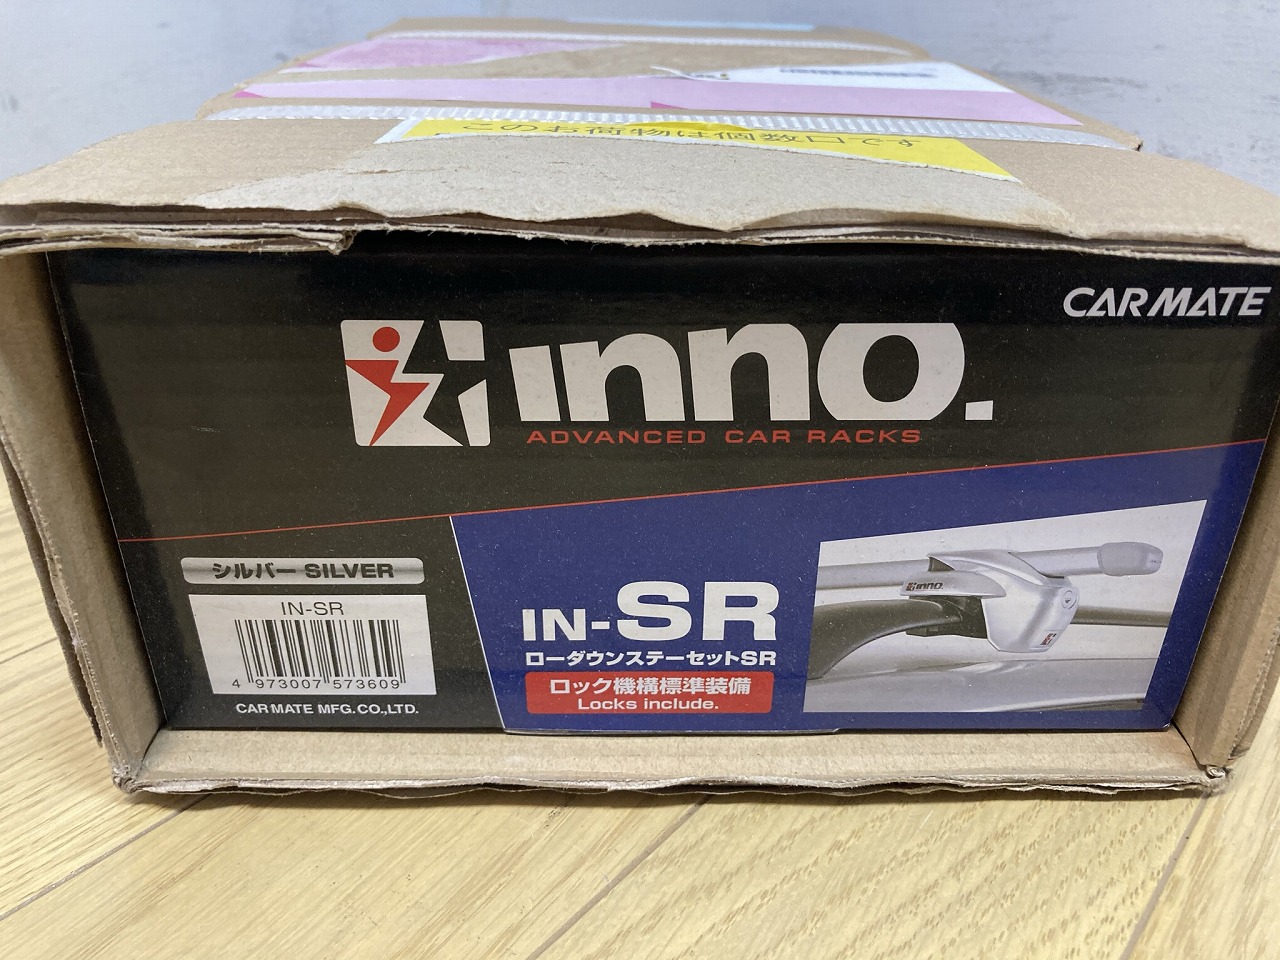 このお荷物は個数口です
CARMATE
inno.
ADVANCED CAR RACKS
シルバー SILVER
IN-SR
4 973007 573609
CARMATE MFG.CO.,LTD.
IN-SR
ローダウンステーセットSR
ロック機構標準装備
Locks include.
inno.